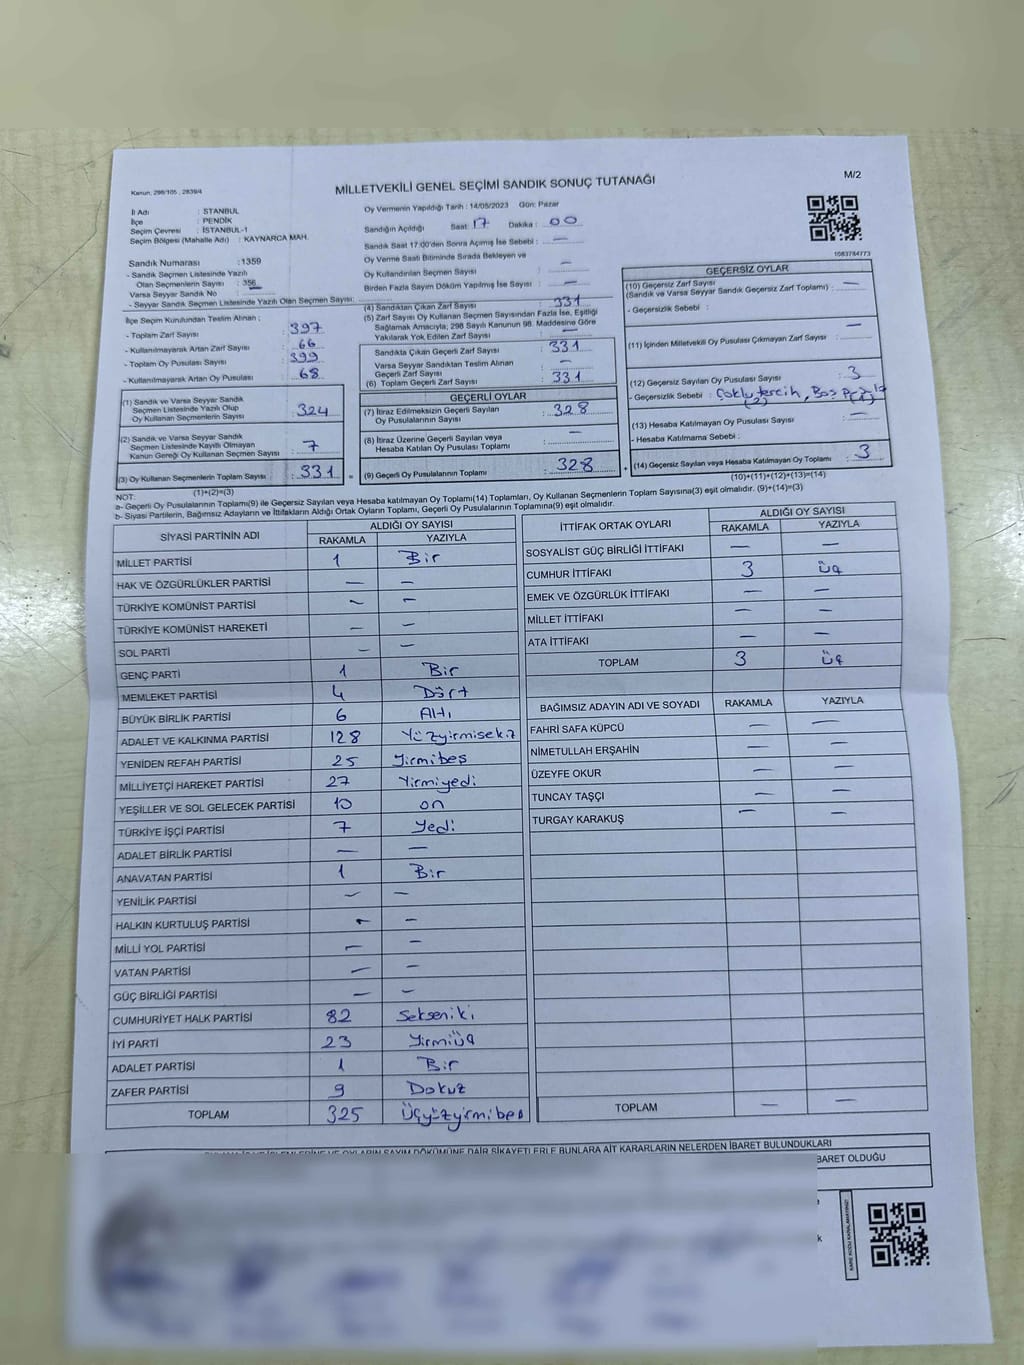 Kanun: 298/105, 2839/4
MİLLETVEKİLİ GENEL SEÇİMİ SANDIK SONUÇ TUTANAĞI
M/2
İl Adı : İSTANBUL
İlçe : PENDİK
Seçim Çevresi : İSTANBUL-1
Seçim Bölgesi (Mahalle Adı) : KAYNARCA MAH.
Sandık Numarası :1359
- Sandık Seçmen Listesinde Yazılı
Olan Seçmenlerin Sayısı :356
Varsa Seyyar Sandık No :
- Seyyar Sandık Seçmen Listesinde Yazılı Olan Seçmen Sayısı:
Oy Vermenin Yapıldığı Tarih : 14/05/2023 Gün: Pazar
Sandığın Açıldığı Saat: 17 Dakika : 00
Sandık Saat 17:00'den Sonra Açımış İse Sebebi : —
Oy Verme Saati Bitiminde Sırada Bekleyen ve
Oy Kullandırılan Seçmen Sayısı : —
Birden Fazla Sayım Döküm Yapılmış İse Sayısı : —
1083784773
İlçe Seçim Kurulundan Teslim Alınan ;
- Toplam Zarf Sayısı : 397
- Kullanılmayarak Artan Zarf Sayısı : 66
- Toplam Oy Pusulası Sayısı : 399
- Kullanılmayarak Artan Oy Pusulası : 68
(1) Sandık ve Varsa Seyyar Sandık
Seçmen Listesinde Yazılı Olup
Oy Kullanan Seçmenlerin Sayısı : 324
(2) Sandık ve Varsa Seyyar Sandık
Seçmen Listesinde Kayıtlı Olmayan
Kanun Gereği Oy Kullanan Seçmen Sayısı : 7
(3) Oy Kullanan Seçmenlerin Toplam Sayısı : 331
(1)+(2)=(3)
(4) Sandıktan Çıkan Zarf Sayısı : 331
(5) Zarf Sayısı Oy Kullanan Seçmen Sayısından Fazla İse, Eşitliği
Sağlamak Amacıyla; 298 Sayılı Kanunun 98. Maddesine Göre
Yakılarak Yok Edilen Zarf Sayısı : —
Sandıkta Çıkan Geçerli Zarf Sayısı : 331
Varsa Seyyar Sandıktan Teslim Alınan
Geçerli Zarf Sayısı : —
(6) Toplam Geçerli Zarf Sayısı : 331
GEÇERLİ OYLAR
(7) İtiraz Edilmeksizin Geçerli Sayılan
Oy Pusulalarının Sayısı : 328
(8) İtiraz Üzerine Geçerli Sayılan veya
Hesaba Katılan Oy Pusulası Toplamı : —
= (9) Geçerli Oy Pusulalarının Toplamı : 328
GEÇERSİZ OYLAR
(10) Geçersiz Zarf Sayısı
(Sandık ve Varsa Seyyar Sandık Geçersiz Zarf Toplamı) : —
- Geçersizlik Sebebi :
(11) İçinden Milletvekili Oy Pusulası Çıkmayan Zarf Sayısı : —
(12) Geçersiz Sayılan Oy Pusulası Sayısı : 3
- Geçersizlik Sebebi : Çoklu tercih, Boş
(2) (1)
(13) Hesaba Katılmayan Oy Pusulası Sayısı : —
- Hesaba Katılmama Sebebi :
+ (14) Geçersiz Sayılan veya Hesaba Katılmayan Oy Toplamı : 3
(10)+(11)+(12)+(13)=(14)
NOT:
a- Geçerli Oy Pusulalarının Toplamı(9) ile Geçersiz Sayılan veya Hesaba katılmayan Oy Toplamı(14) Toplamları, Oy Kullanan Seçmenlerin Toplam Sayısına(3) eşit olmalıdır. (9)+(14)=(3)
b- Siyasi Partilerin, Bağımsız Adayların ve İttifakların Aldığı Ortak Oyların Toplamı, Geçerli Oy Pusulalarının Toplamına(9) eşit olmalıdır.
SİYASİ PARTİNİN ADI ALDIĞI OY SAYISI
RAKAMLA YAZIYLA
MİLLET PARTİSİ 1 Bir
HAK VE ÖZGÜRLÜKLER PARTİSİ — —
TÜRKİYE KOMÜNİST PARTİSİ — —
TÜRKİYE KOMÜNİST HAREKETİ — —
SOL PARTİ — —
GENÇ PARTİ 1 Bir
MEMLEKET PARTİSİ 4 Dört
BÜYÜK BİRLİK PARTİSİ 6 Altı
ADALET VE KALKINMA PARTİSİ 128 Yüzyirmisekiz
YENİDEN REFAH PARTİSİ 25 Yirmibeş
MİLLİYETÇİ HAREKET PARTİSİ 27 Yirmiyedi
YEŞİLLER VE SOL GELECEK PARTİSİ 10 on
TÜRKİYE İŞÇİ PARTİSİ 7 Yedi
ADALET BİRLİK PARTİSİ — —
ANAVATAN PARTİSİ 1 Bir
YENİLİK PARTİSİ — —
HALKIN KURTULUŞ PARTİSİ — —
MİLLİ YOL PARTİSİ — —
VATAN PARTİSİ — —
GÜÇ BİRLİĞİ PARTİSİ — —
CUMHURİYET HALK PARTİSİ 82 Sekseniki
İYİ PARTİ 23 Yirmiüç
ADALET PARTİSİ 1 Bir
ZAFER PARTİSİ 9 Dokuz
TOPLAM 325 Üçyüzyirmibeş
İTTİFAK ORTAK OYLARI ALDIĞI OY SAYISI
RAKAMLA YAZIYLA
SOSYALİST GÜÇ BİRLİĞİ İTTİFAKI — —
CUMHUR İTTİFAKI 3 Üç
EMEK VE ÖZGÜRLÜK İTTİFAKI — —
MİLLET İTTİFAKI — —
ATA İTTİFAKI — —
TOPLAM 3 Üç
BAĞIMSIZ ADAYIN ADI VE SOYADI RAKAMLA YAZIYLA
FAHRİ SAFA KÜPCÜ — —
NİMETULLAH ERŞAHİN — —
ÜZEYFE OKUR — —
TUNCAY TAŞÇI — —
TURGAY KARAKUŞ — —
TOPLAM — —
SAYIM DÖKÜMÜNE DAİR ŞİKAYETLERLE BUNLARA AİT KARARLARIN NELERDEN İBARET BULUNDUKLARI
BARET OLDUĞU